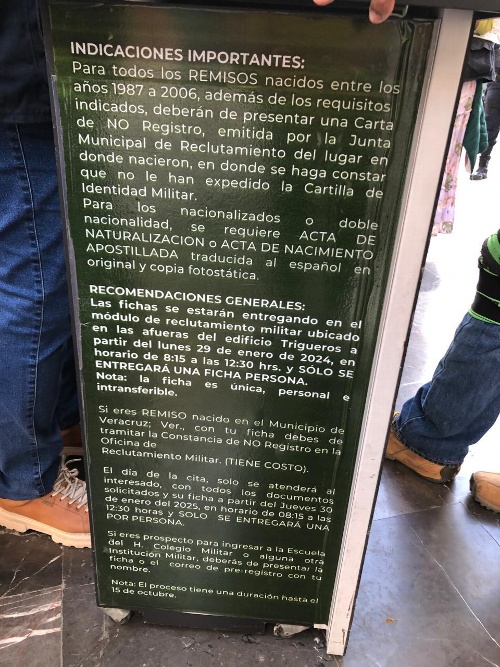 INDICACIONES IMPORTANTES:
Para todos los REMISOS nacidos entre los
años 1987 a 2006, además de los requisitos
indicados, deberán de presentar una Carta
de NO Registro, emitida por la Junta
Municipal de Reclutamiento del lugar en
donde nacieron, en donde se haga constar
que no le han expedido la Cartilla de
Identidad Militar.
Para los nacionalizados o doble
nacionalidad, se requiere ACTA DE
NATURALIZACION o ACTA DE NACIMIENTO
APOSTILLADA traducida al español en
original y copia fotostática.
RECOMENDACIONES GENERALES:
Las fichas se estarán entregando en el
módulo de reclutamiento militar ubicado
en las afueras del edificio Trigueros a
partir del lunes 29 de enero de 2024, en
horario de 8:15 a las 12:30 hrs. y SÓLO SE
ENTREGARÁ UNA FICHA PERSONA.
Nota: la ficha es única, personal e
intransferible.
Si eres REMISO nacido en el Municipio de
Veracruz; Ver., con tu ficha debes de
tramitar la Constancia de NO Registro en la
Oficina de
Reclutamiento Militar. (TIENE COSTO).
El día de la cita, solo se atenderá al
interesado, con todos los documentos
solicitados y su ficha a partir del Jueves 30
de enero del 2025, en horario de 08:15 a las
12:30 horas y SOLO SE ENTREGARÁ UNA
POR PERSONA.
Si eres prospecto para ingresar a la Escuela
del H. Colegio Militar o alguna otra
Institución Militar, deberás de presentar la
ficha o el correo de pre-registro con tu
nombre.
Nota: El proceso tiene una duración hasta el
15 de octubre.